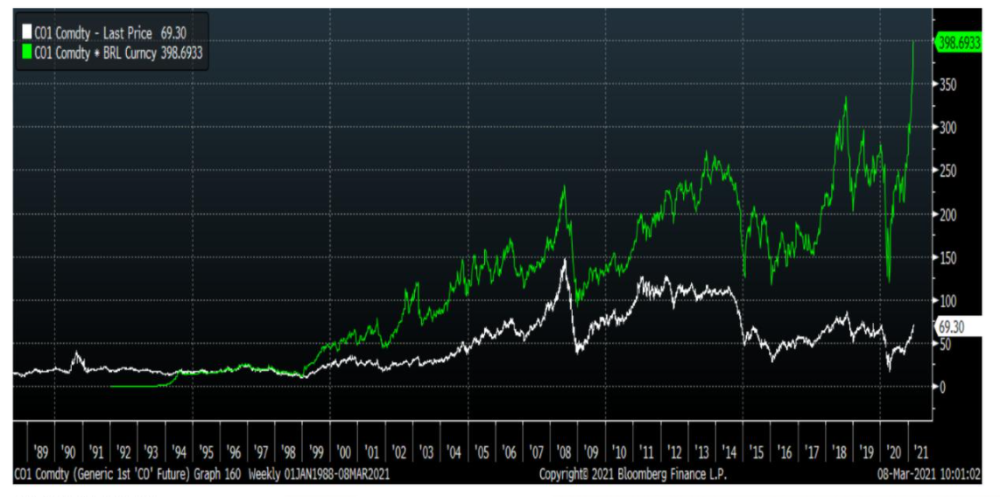 CO1 Comdty - Last Price 69.30
CO1 Comdty * BRL Curncy 398.6933
398.6933
350
300
250
200
150
100
69.30
50
0
'89 '90 '91 '92 '93 '94 '95 '96 '97 '98 '99 '00 '01 '02 '03 '04 '05 '06 '07 '08 '09 '10 '11 '12 '13 '14 '15 '16 '17 '18 '19 '20 '21
CO1 Comdty (Generic 1st 'CO' Future) Graph 160 Weekly 01JAN1988-08MAR2021 Copyright© 2021 Bloomberg Finance L.P. 08-Mar-2021 10:01:02